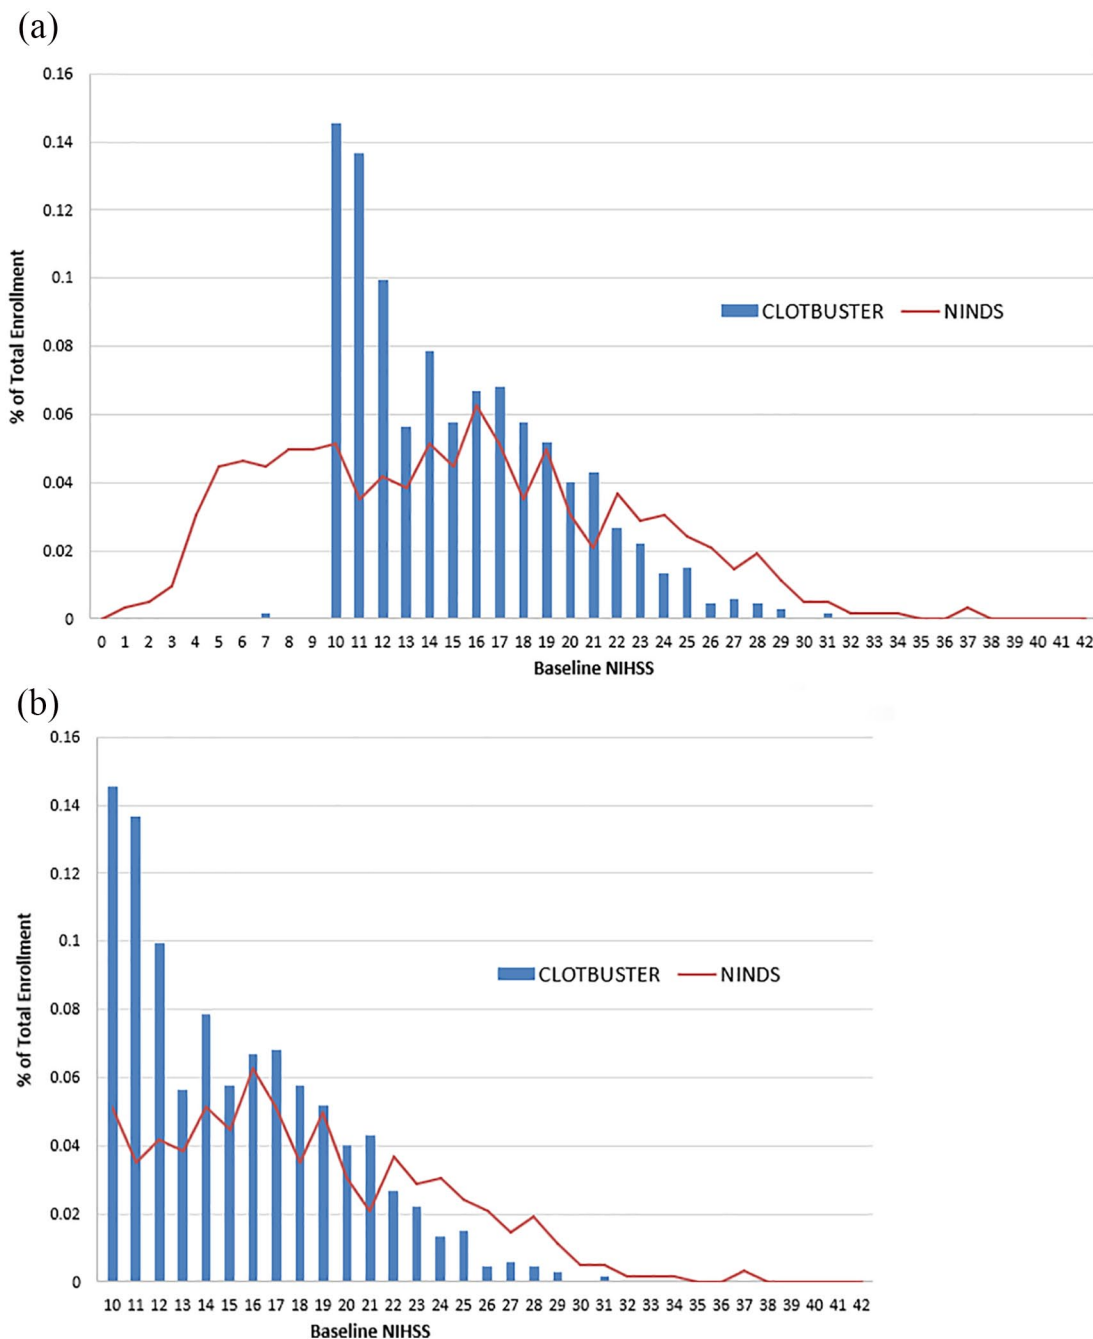 (a)
0.16
0.14
0.12
0.1
0.08
0.06
0.04
0.02
0
% of Total Enrollment
CLOTBUSTER NINDS
0 1 2 3 4 5 6 7 8 9 10 11 12 13 14 15 16 17 18 19 20 21 22 23 24 25 26 27 28 29 30 31 32 33 34 35 36 37 38 39 40 41 42
Baseline NIHSS
(b)
0.16
0.14
0.12
0.1
0.08
0.06
0.04
0.02
0
% of Total Enrollment
CLOTBUSTER NINDS
10 11 12 13 14 15 16 17 18 19 20 21 22 23 24 25 26 27 28 29 30 31 32 33 34 35 36 37 38 39 40 41 42
Baseline NIHSS